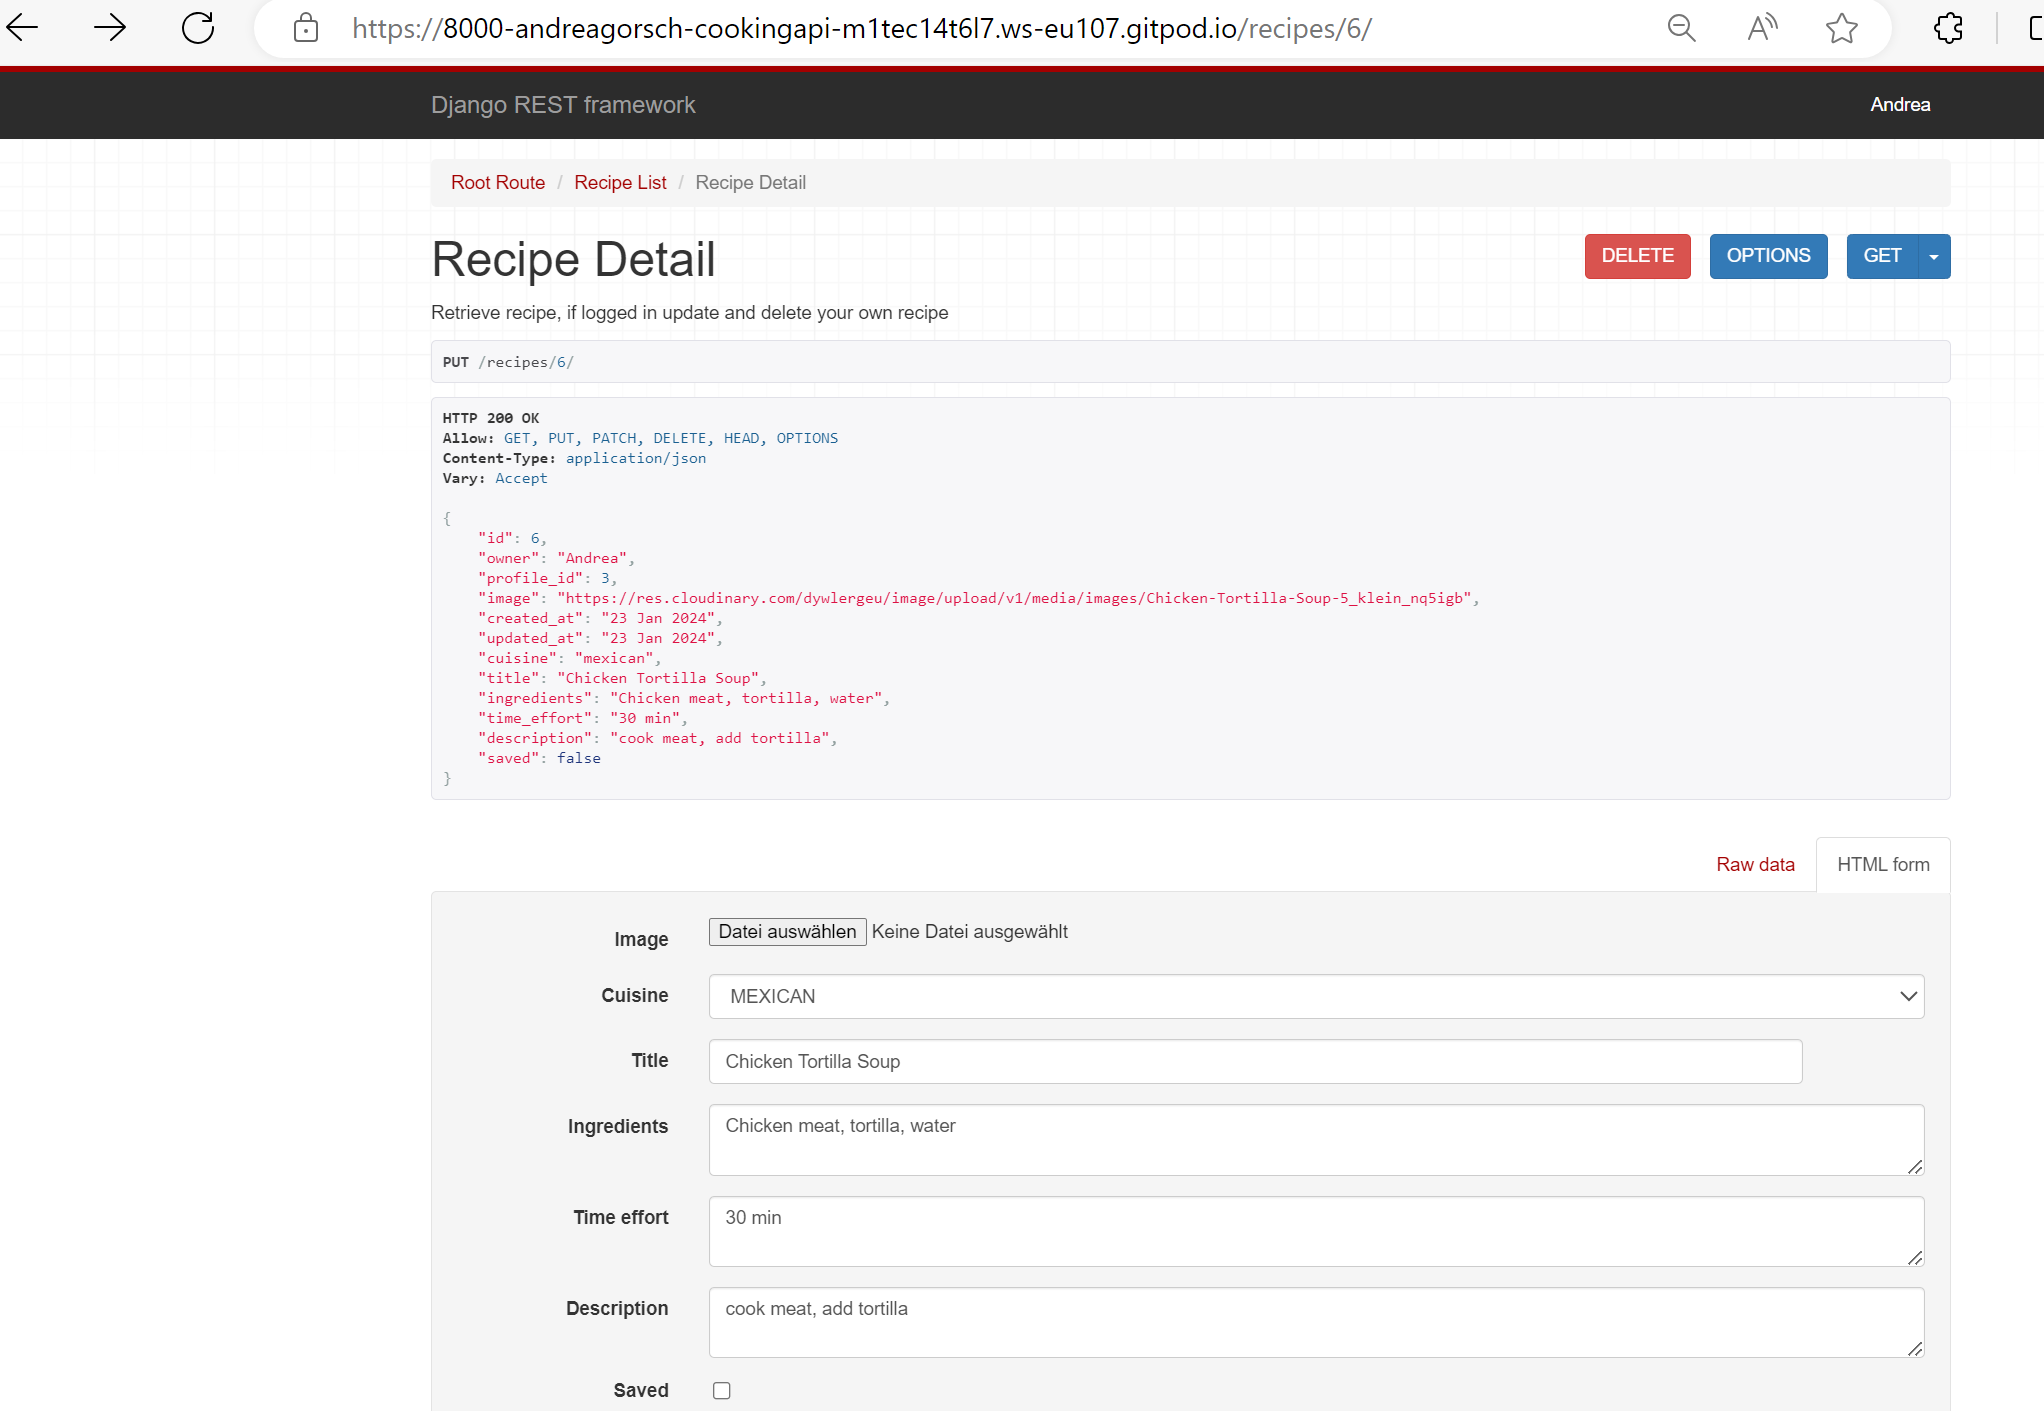 https://8000-andreagorsch-cookingapi-m1tec14t6l7.ws-eu107.gitpod.io/recipes/6/
Django REST framework
Andrea
Root Route / Recipe List / Recipe Detail
Recipe Detail
DELETE
OPTIONS
GET
Retrieve recipe, if logged in update and delete your own recipe
PUT /recipes/6/
HTTP 200 OK
Allow: GET, PUT, PATCH, DELETE, HEAD, OPTIONS
Content-Type: application/json
Vary: Accept
{
"id": 6,
"owner": "Andrea",
"profile_id": 3,
"image": "https://res.cloudinary.com/dywlergeu/image/upload/v1/media/images/Chicken-Tortilla-Soup-5_klein_nq5igb",
"created_at": "23 Jan 2024",
"updated_at": "23 Jan 2024",
"cuisine": "mexican",
"title": "Chicken Tortilla Soup",
"ingredients": "Chicken meat, tortilla, water",
"time_effort": "30 min",
"description": "cook meat, add tortilla",
"saved": false
}
Raw data
HTML form
Image
Datei auswählen Keine Datei ausgewählt
Cuisine
MEXICAN
Title
Chicken Tortilla Soup
Ingredients
Chicken meat, tortilla, water
Time effort
30 min
Description
cook meat, add tortilla
Saved